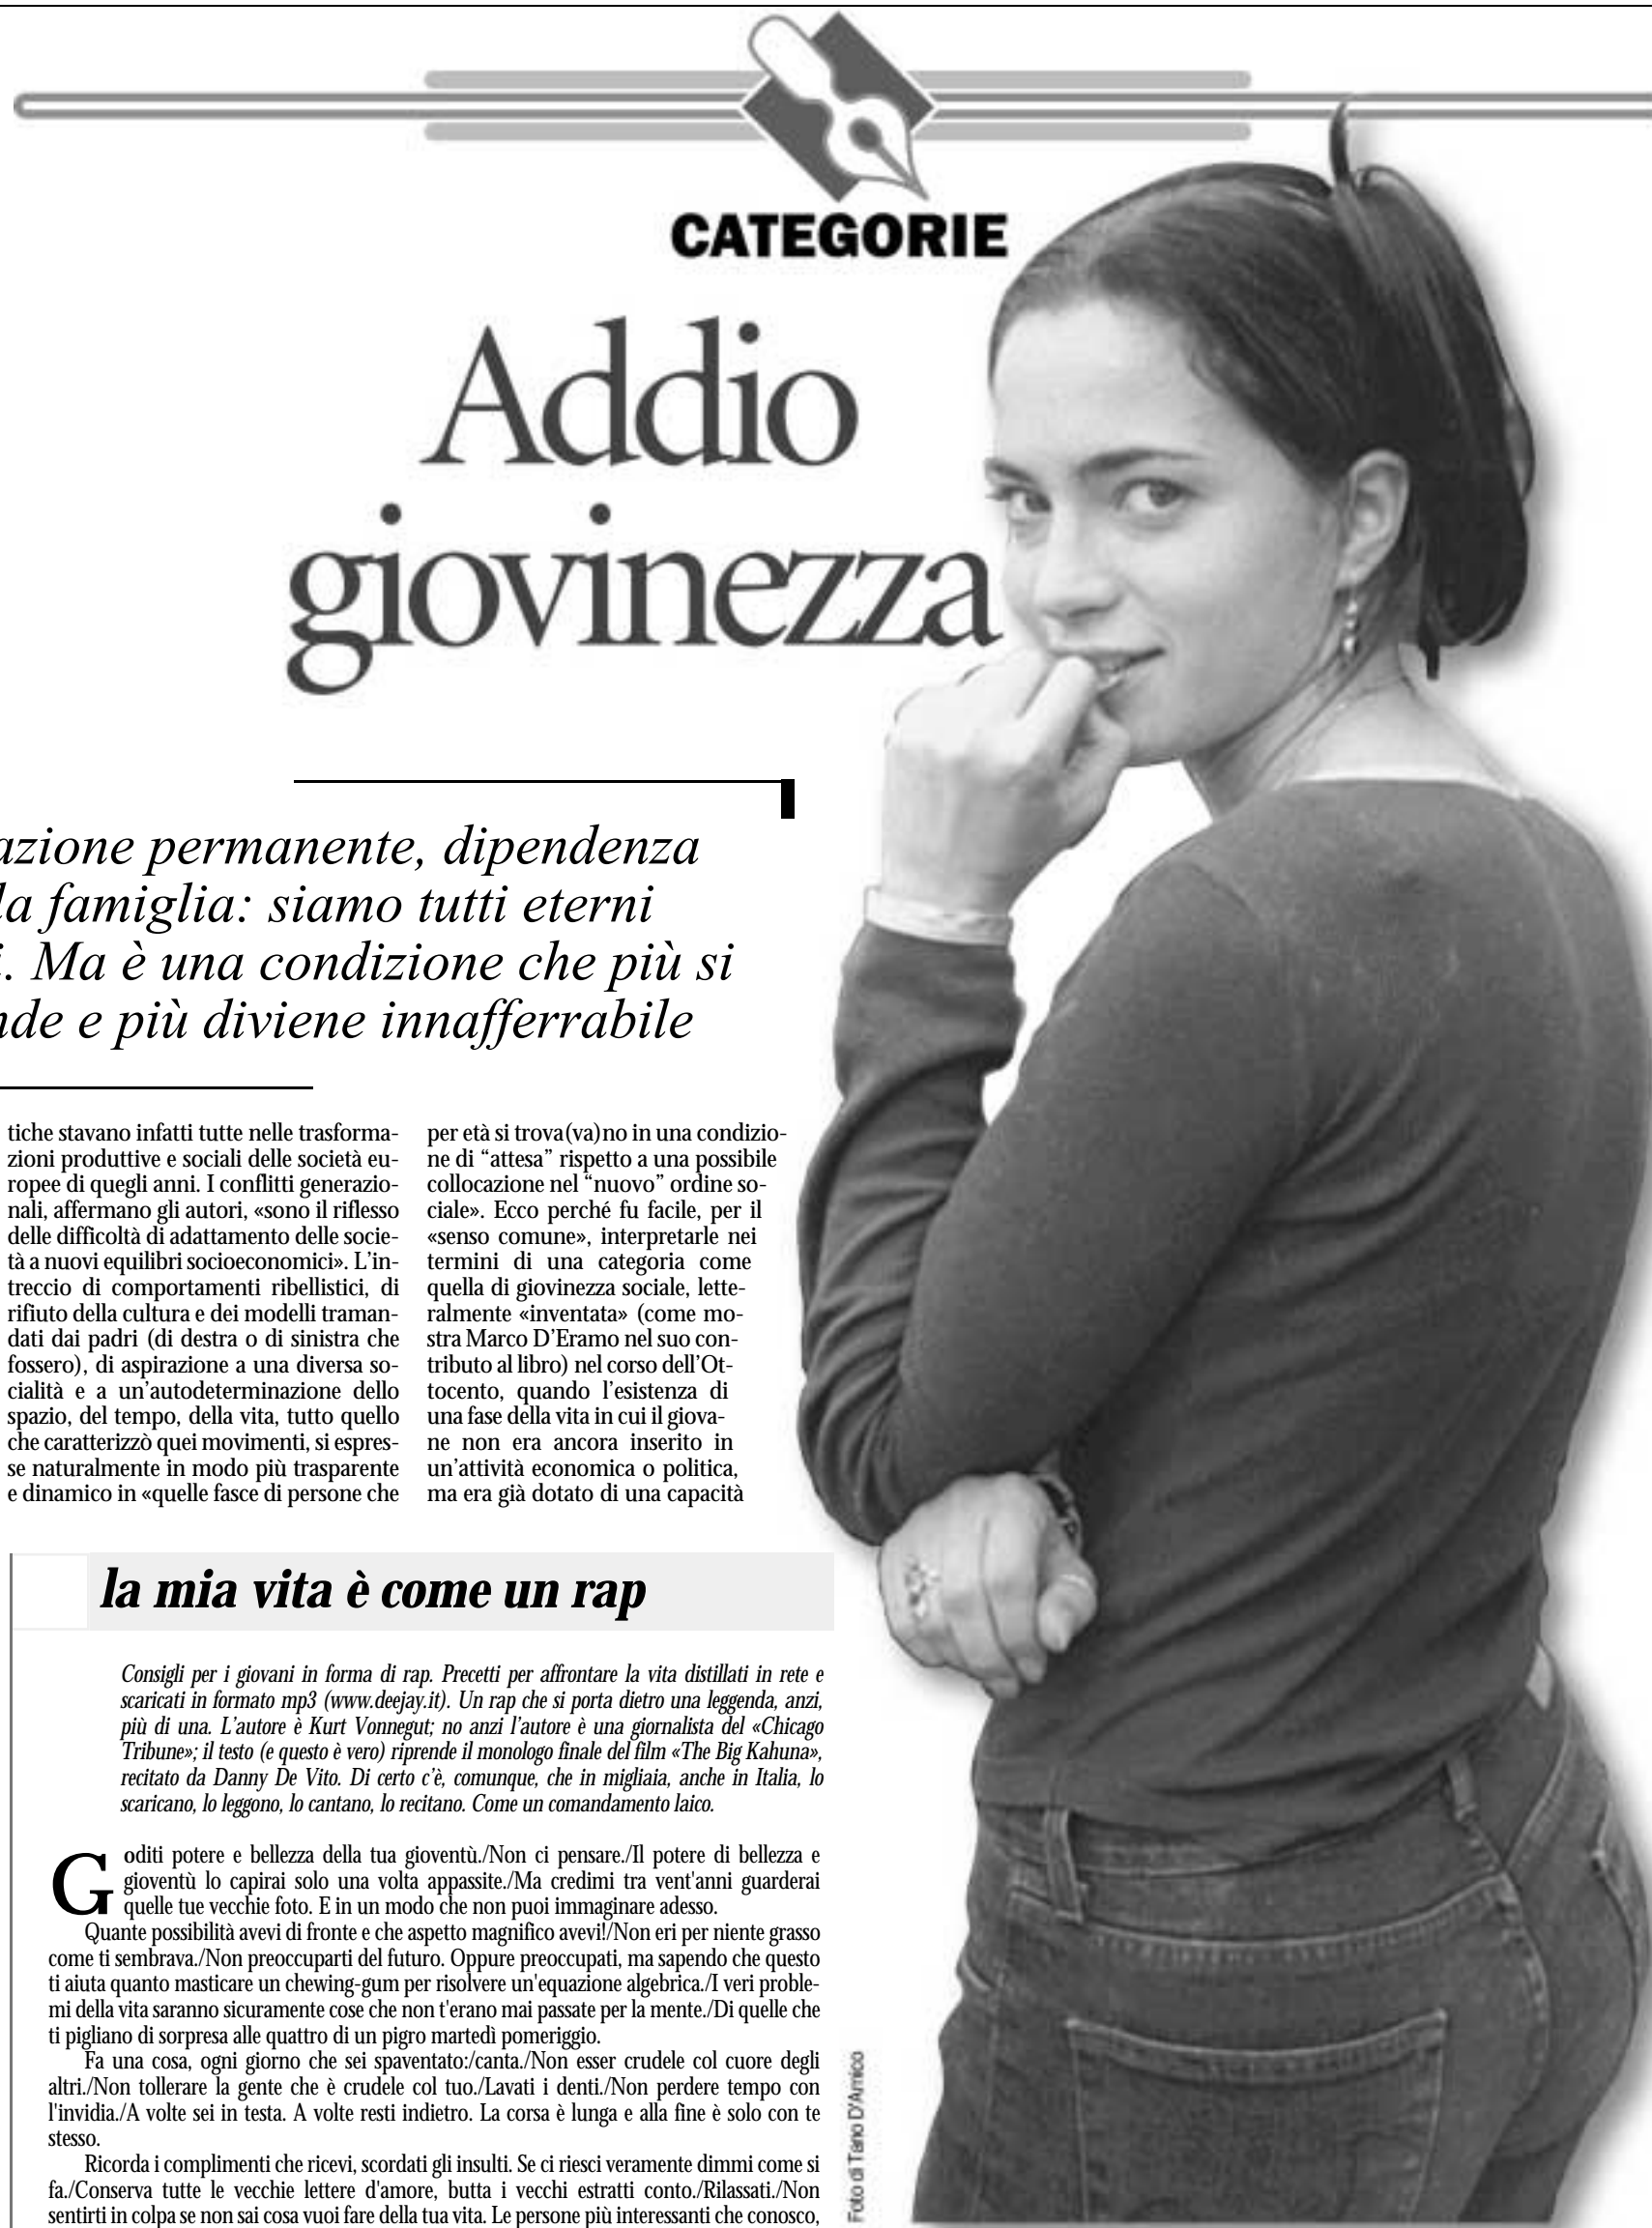 CATEGORIE
Addio
giovinezza
azione permanente, dipendenza
la famiglia: siamo tutti eterni
i. Ma è una condizione che più si
nde e più diviene innafferrabile
tiche stavano infatti tutte nelle trasforma-
zioni produttive e sociali delle società eu-
ropee di quegli anni. I conflitti generazio-
nali, affermano gli autori, «sono il riflesso
delle difficoltà di adattamento delle socie-
tà a nuovi equilibri socioeconomici». L'in-
treccio di comportamenti ribellistici, di
rifiuto della cultura e dei modelli traman-
dati dai padri (di destra o di sinistra che
fossero), di aspirazione a una diversa so-
cialità e a un'autodeterminazione dello
spazio, del tempo, della vita, tutto quello
che caratterizzò quei movimenti, si espres-
se naturalmente in modo più trasparente
e dinamico in «quelle fasce di persone che
per età si trova(va)no in una condizio-
ne di “attesa” rispetto a una possibile
collocazione nel “nuovo” ordine so-
ciale». Ecco perché fu facile, per il
«senso comune», interpretarle nei
termini di una categoria come
quella di giovinezza sociale, lette-
ralmente «inventata» (come mo-
stra Marco D'Eramo nel suo con-
tributo al libro) nel corso dell'Ot-
tocento, quando l'esistenza di
una fase della vita in cui il giova-
ne non era ancora inserito in
un'attività economica o politica,
ma era già dotato di una capacità
la mia vita è come un rap
Consigli per i giovani in forma di rap. Precetti per affrontare la vita distillati in rete e
scaricati in formato mp3 (www.deejay.it). Un rap che si porta dietro una leggenda, anzi,
più di una. L'autore è Kurt Vonnegut; no anzi l'autore è una giornalista del «Chicago
Tribune»; il testo (e questo è vero) riprende il monologo finale del film «The Big Kahuna»,
recitato da Danny De Vito. Di certo c'è, comunque, che in migliaia, anche in Italia, lo
scaricano, lo leggono, lo cantano, lo recitano. Come un comandamento laico.
Goditi potere e bellezza della tua gioventù./Non ci pensare./Il potere di bellezza e
gioventù lo capirai solo una volta appassite./Ma credimi tra vent'anni guarderai
quelle tue vecchie foto. E in un modo che non puoi immaginare adesso.
Quante possibilità avevi di fronte e che aspetto magnifico avevi!/Non eri per niente grasso
come ti sembrava./Non preoccuparti del futuro. Oppure preoccupati, ma sapendo che questo
ti aiuta quanto masticare un chewing-gum per risolvere un'equazione algebrica./I veri proble-
mi della vita saranno sicuramente cose che non t'erano mai passate per la mente./Di quelle che
ti pigliano di sorpresa alle quattro di un pigro martedì pomeriggio.
Fa una cosa, ogni giorno che sei spaventato:/canta./Non esser crudele col cuore degli
altri./Non tollerare la gente che è crudele col tuo./Lavati i denti./Non perdere tempo con
l'invidia./A volte sei in testa. A volte resti indietro. La corsa è lunga e alla fine è solo con te
stesso.
Ricorda i complimenti che ricevi, scordati gli insulti. Se ci riesci veramente dimmi come si
fa./Conserva tutte le vecchie lettere d'amore, butta i vecchi estratti conto./Rilassati./Non
sentirti in colpa se non sai cosa vuoi fare della tua vita. Le persone più interessanti che conosco,
Foto di Tano D'Amico